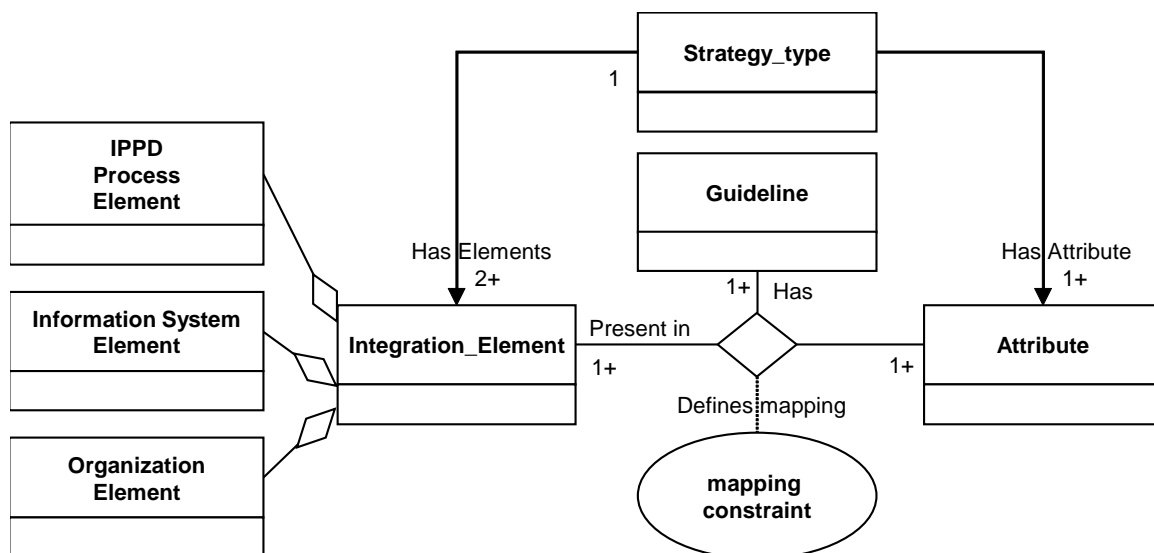 Strategy_type
1
IPPD
Process
Element
Guideline
Has Elements
2+
Has Attribute
1+
1+
Has
Information System
Element
Integration_Element
Present in
1+
1+
Attribute
Defines mapping
Organization
Element
mapping
constraint